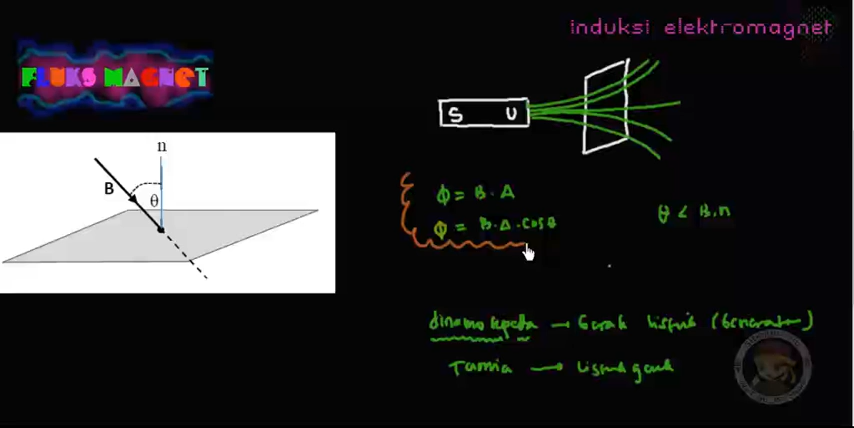 induksi elektromagnet
FLUKS MAGNET
S U
n
B
θ
ϕ = B . A
ϕ = B . A . cos θ
θ < B . n
dinamo sepeda → Gerak listrik (Generator)
Tamia → Listrik gerak